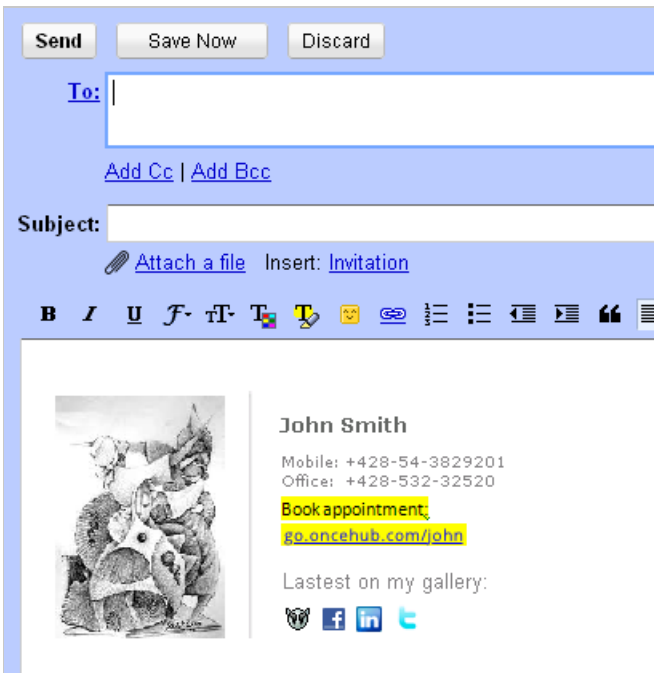 Send Save Now Discard
To:
Add Cc | Add Bcc
Subject:
Attach a file Insert: Invitation
B I U F T T T T
John Smith
Mobile: +428-54-3829201
Office: +428-532-32520
Book appointment:
go.oncehub.com/john
Lastest on my gallery:
f in t